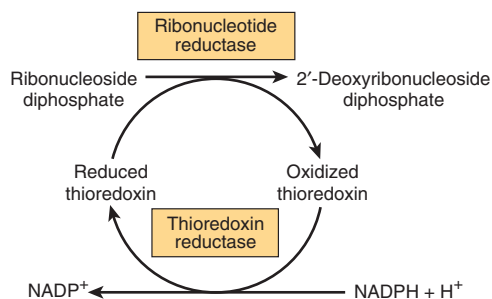 Ribonucleotide
reductase
Ribonucleoside
diphosphate
2′-Deoxyribonucleoside
diphosphate
Reduced
thioredoxin
Oxidized
thioredoxin
Thioredoxin
reductase
NADP+
NADPH + H+